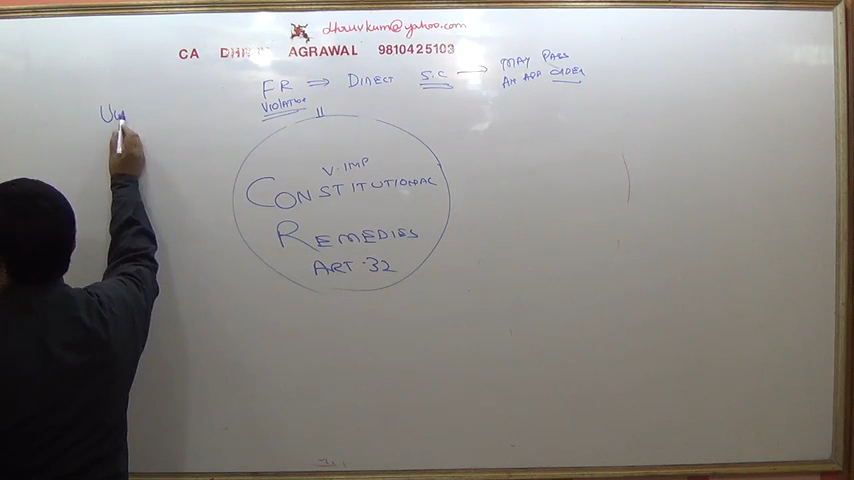 dhruvkum@yahoo.com
CA AGRAWAL 9810425103
FR ⇒ DIRECT S.C → MAY PASS
VIOLATION AN APP ORDER
V. IMP
CONSTITUTIONAL
REMEDIES
ART. 32